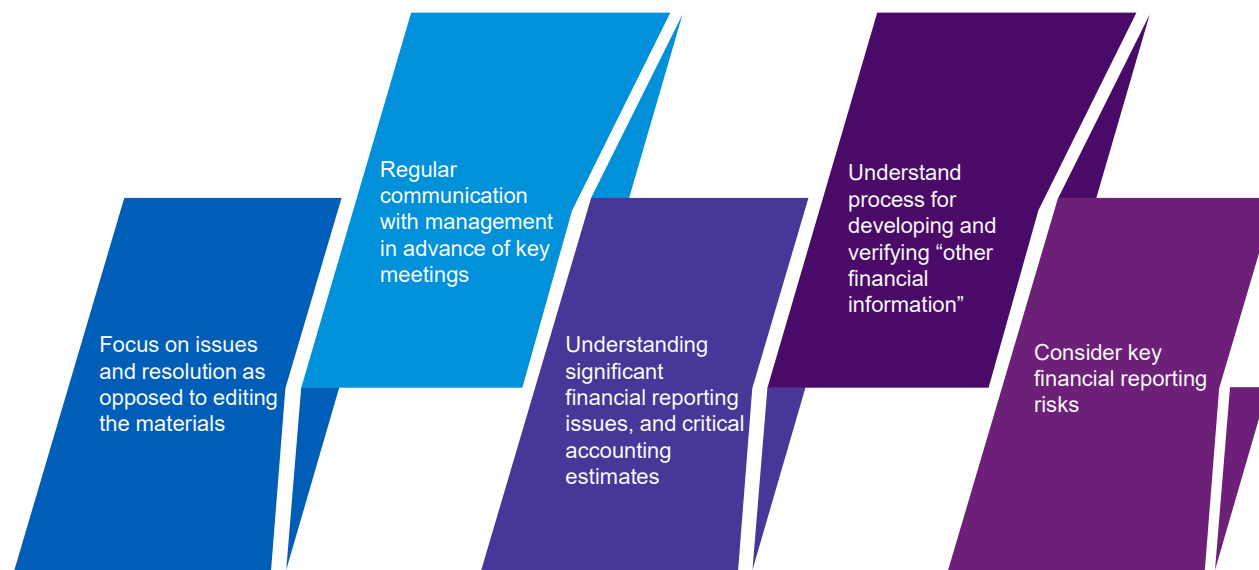 Focus on issues
and resolution as
opposed to editing
the materials
Regular
communication
with management
in advance of key
meetings
Understanding
significant
financial reporting
issues, and critical
accounting
estimates
Understand
process for
developing and
verifying “other
financial
information”
Consider key
financial reporting
risks